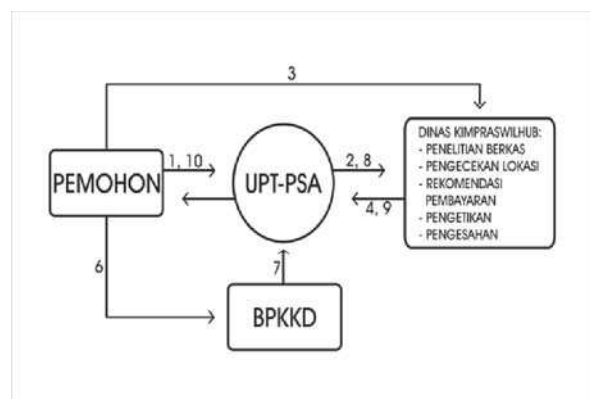 3
DINAS KIMPRASWILHUB:
- PENELITIAN BERKAS
- PENGECEKAN LOKASI
- REKOMENDASI
PEMBAYARAN
- PENGETIKAN
- PENGESAHAN
PEMOHON
1, 10
UPT-PSA
2, 8
4, 9
6
7
BPKKD